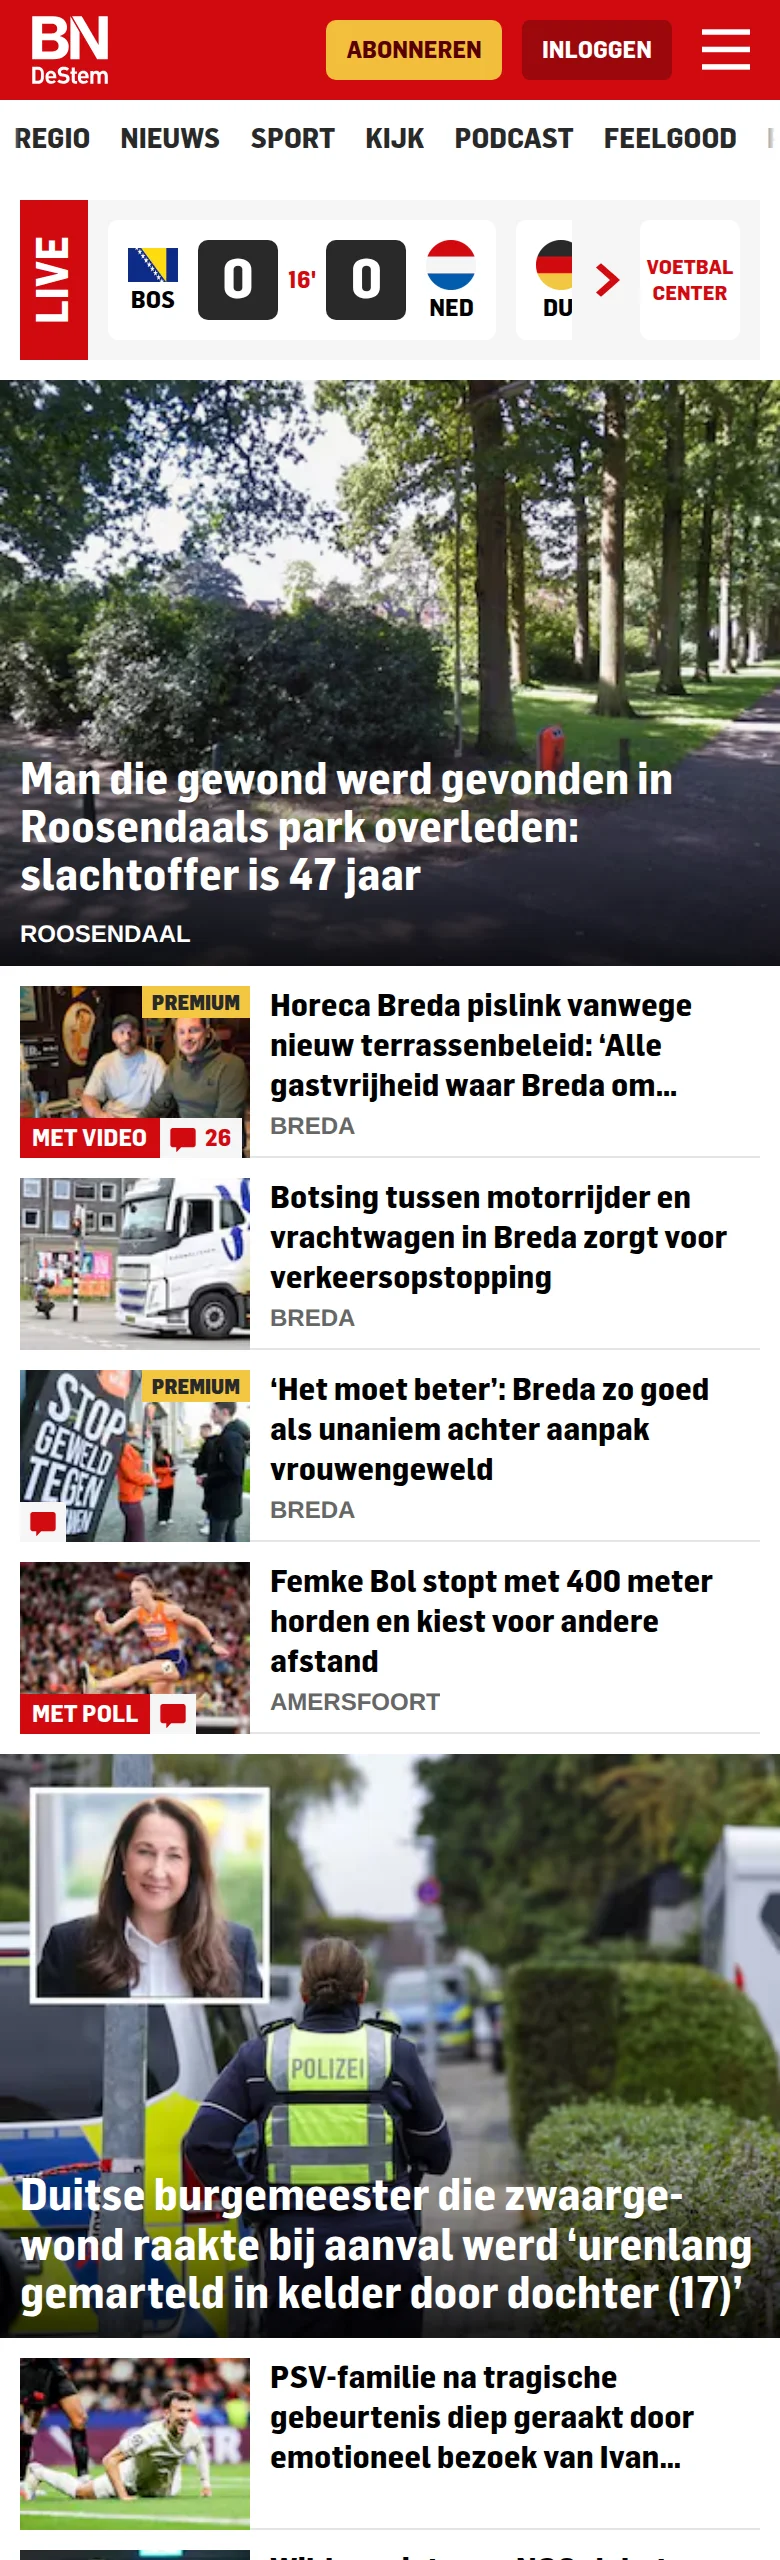 BN
DeStem
ABONNEREN
INLOGGEN
REGIO NIEUWS SPORT KIJK PODCAST FEELGOOD
LIVE
BOS
0
16'
0
NED
DU
VOETBAL
CENTER
Man die gewond werd gevonden in
Roosendaals park overleden:
slachtoffer is 47 jaar
ROOSENDAAL
PREMIUM
MET VIDEO
26
Horeca Breda pislink vanwege
nieuw terrassenbeleid: ‘Alle
gastvrijheid waar Breda om...
BREDA
Botsing tussen motorrijder en
vrachtwagen in Breda zorgt voor
verkeersopstopping
BREDA
PREMIUM
STOP
GEWELD
TEGEN
‘Het moet beter’: Breda zo goed
als unaniem achter aanpak
vrouwengeweld
BREDA
MET POLL
Femke Bol stopt met 400 meter
horden en kiest voor andere
afstand
AMERSFOORT
POLIZEI
Duitse burgemeester die zwaarge-
wond raakte bij aanval werd ‘urenlang
gemarteld in kelder door dochter (17)’
PSV-familie na tragische
gebeurtenis diep geraakt door
emotioneel bezoek van Ivan...